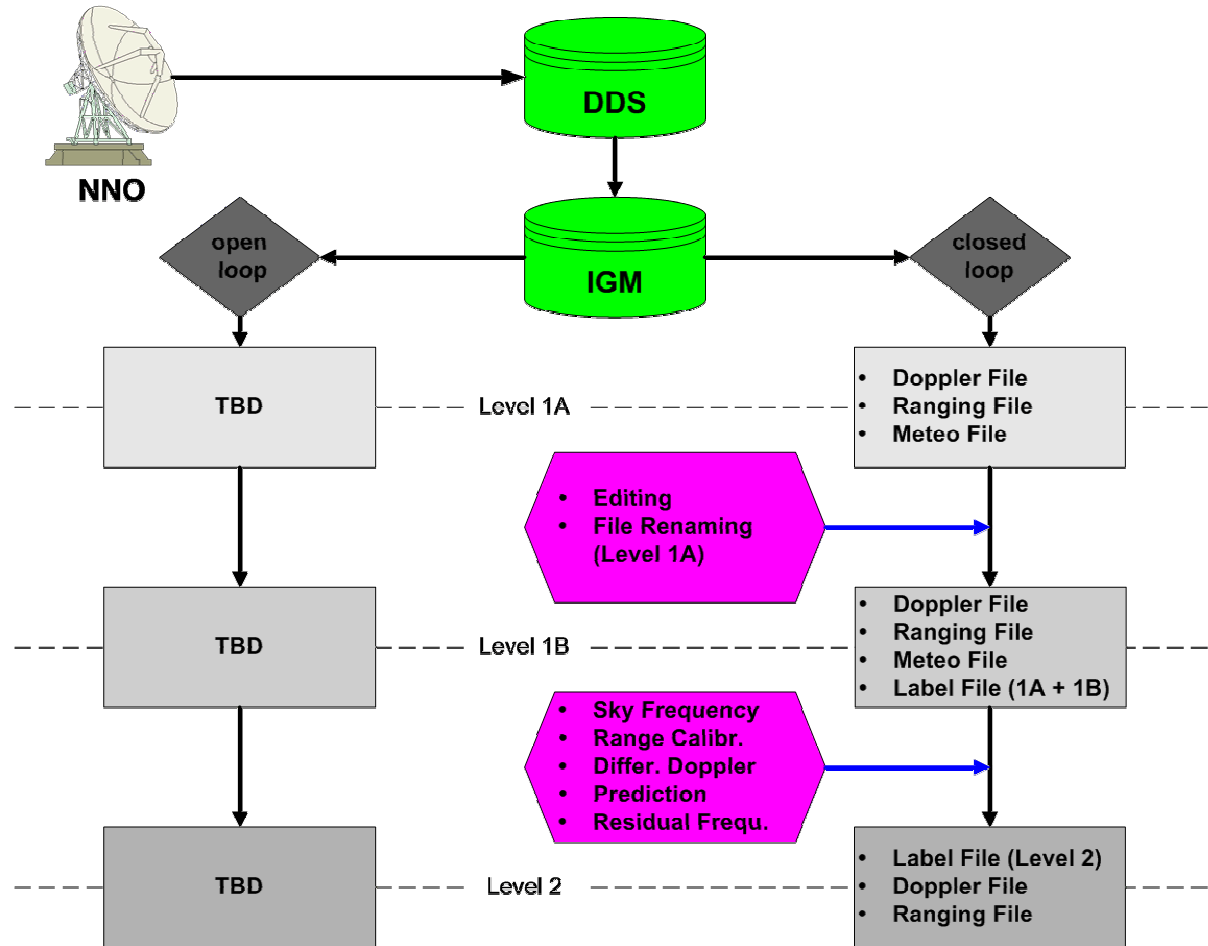 DDS
NNO
open
loop
IGM
closed
loop
TBD
Level 1A
• Doppler File
• Ranging File
• Meteo File
• Editing
• File Renaming
(Level 1A)
TBD
Level 1B
• Doppler File
• Ranging File
• Meteo File
• Label File (1A + 1B)
• Sky Frequency
• Range Calibr.
• Differ. Doppler
• Prediction
• Residual Frequ.
TBD
Level 2
• Label File (Level 2)
• Doppler File
• Ranging File